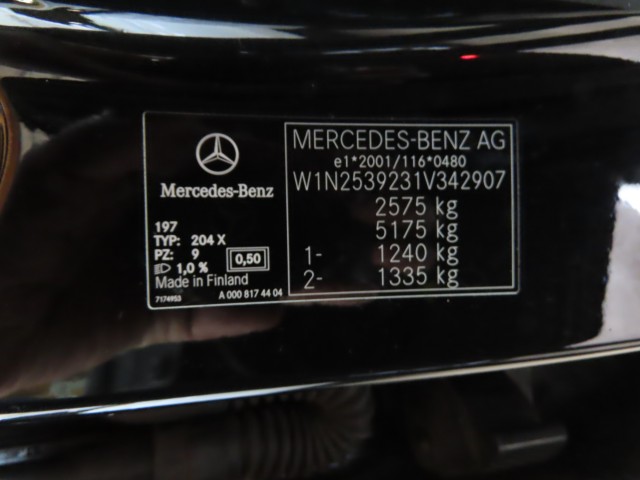 Mercedes-Benz
197
TYP: 204 X
PZ: 9
1,0 %
0,50
Made in Finland
7174953
A 000 817 44 04
MERCEDES-BENZ AG
e1*2001/116*0480
W1N2539231V342907
2575 kg
5175 kg
1- 1240 kg
2- 1335 kg